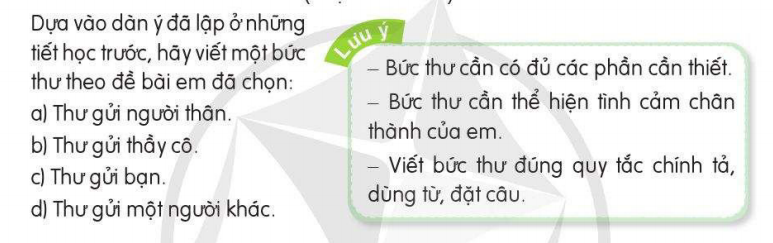 Dựa vào dàn ý đã lập ở những
tiết học trước, hãy viết một bức
thư theo đề bài em đã chọn:
a) Thư gửi người thân.
b) Thư gửi thầy cô.
c) Thư gửi bạn.
d) Thư gửi một người khác.
Lưu ý
– Bức thư cần có đủ các phần cần thiết.
– Bức thư cần thể hiện tình cảm chân
thành của em.
– Viết bức thư đúng quy tắc chính tả,
dùng từ, đặt câu.